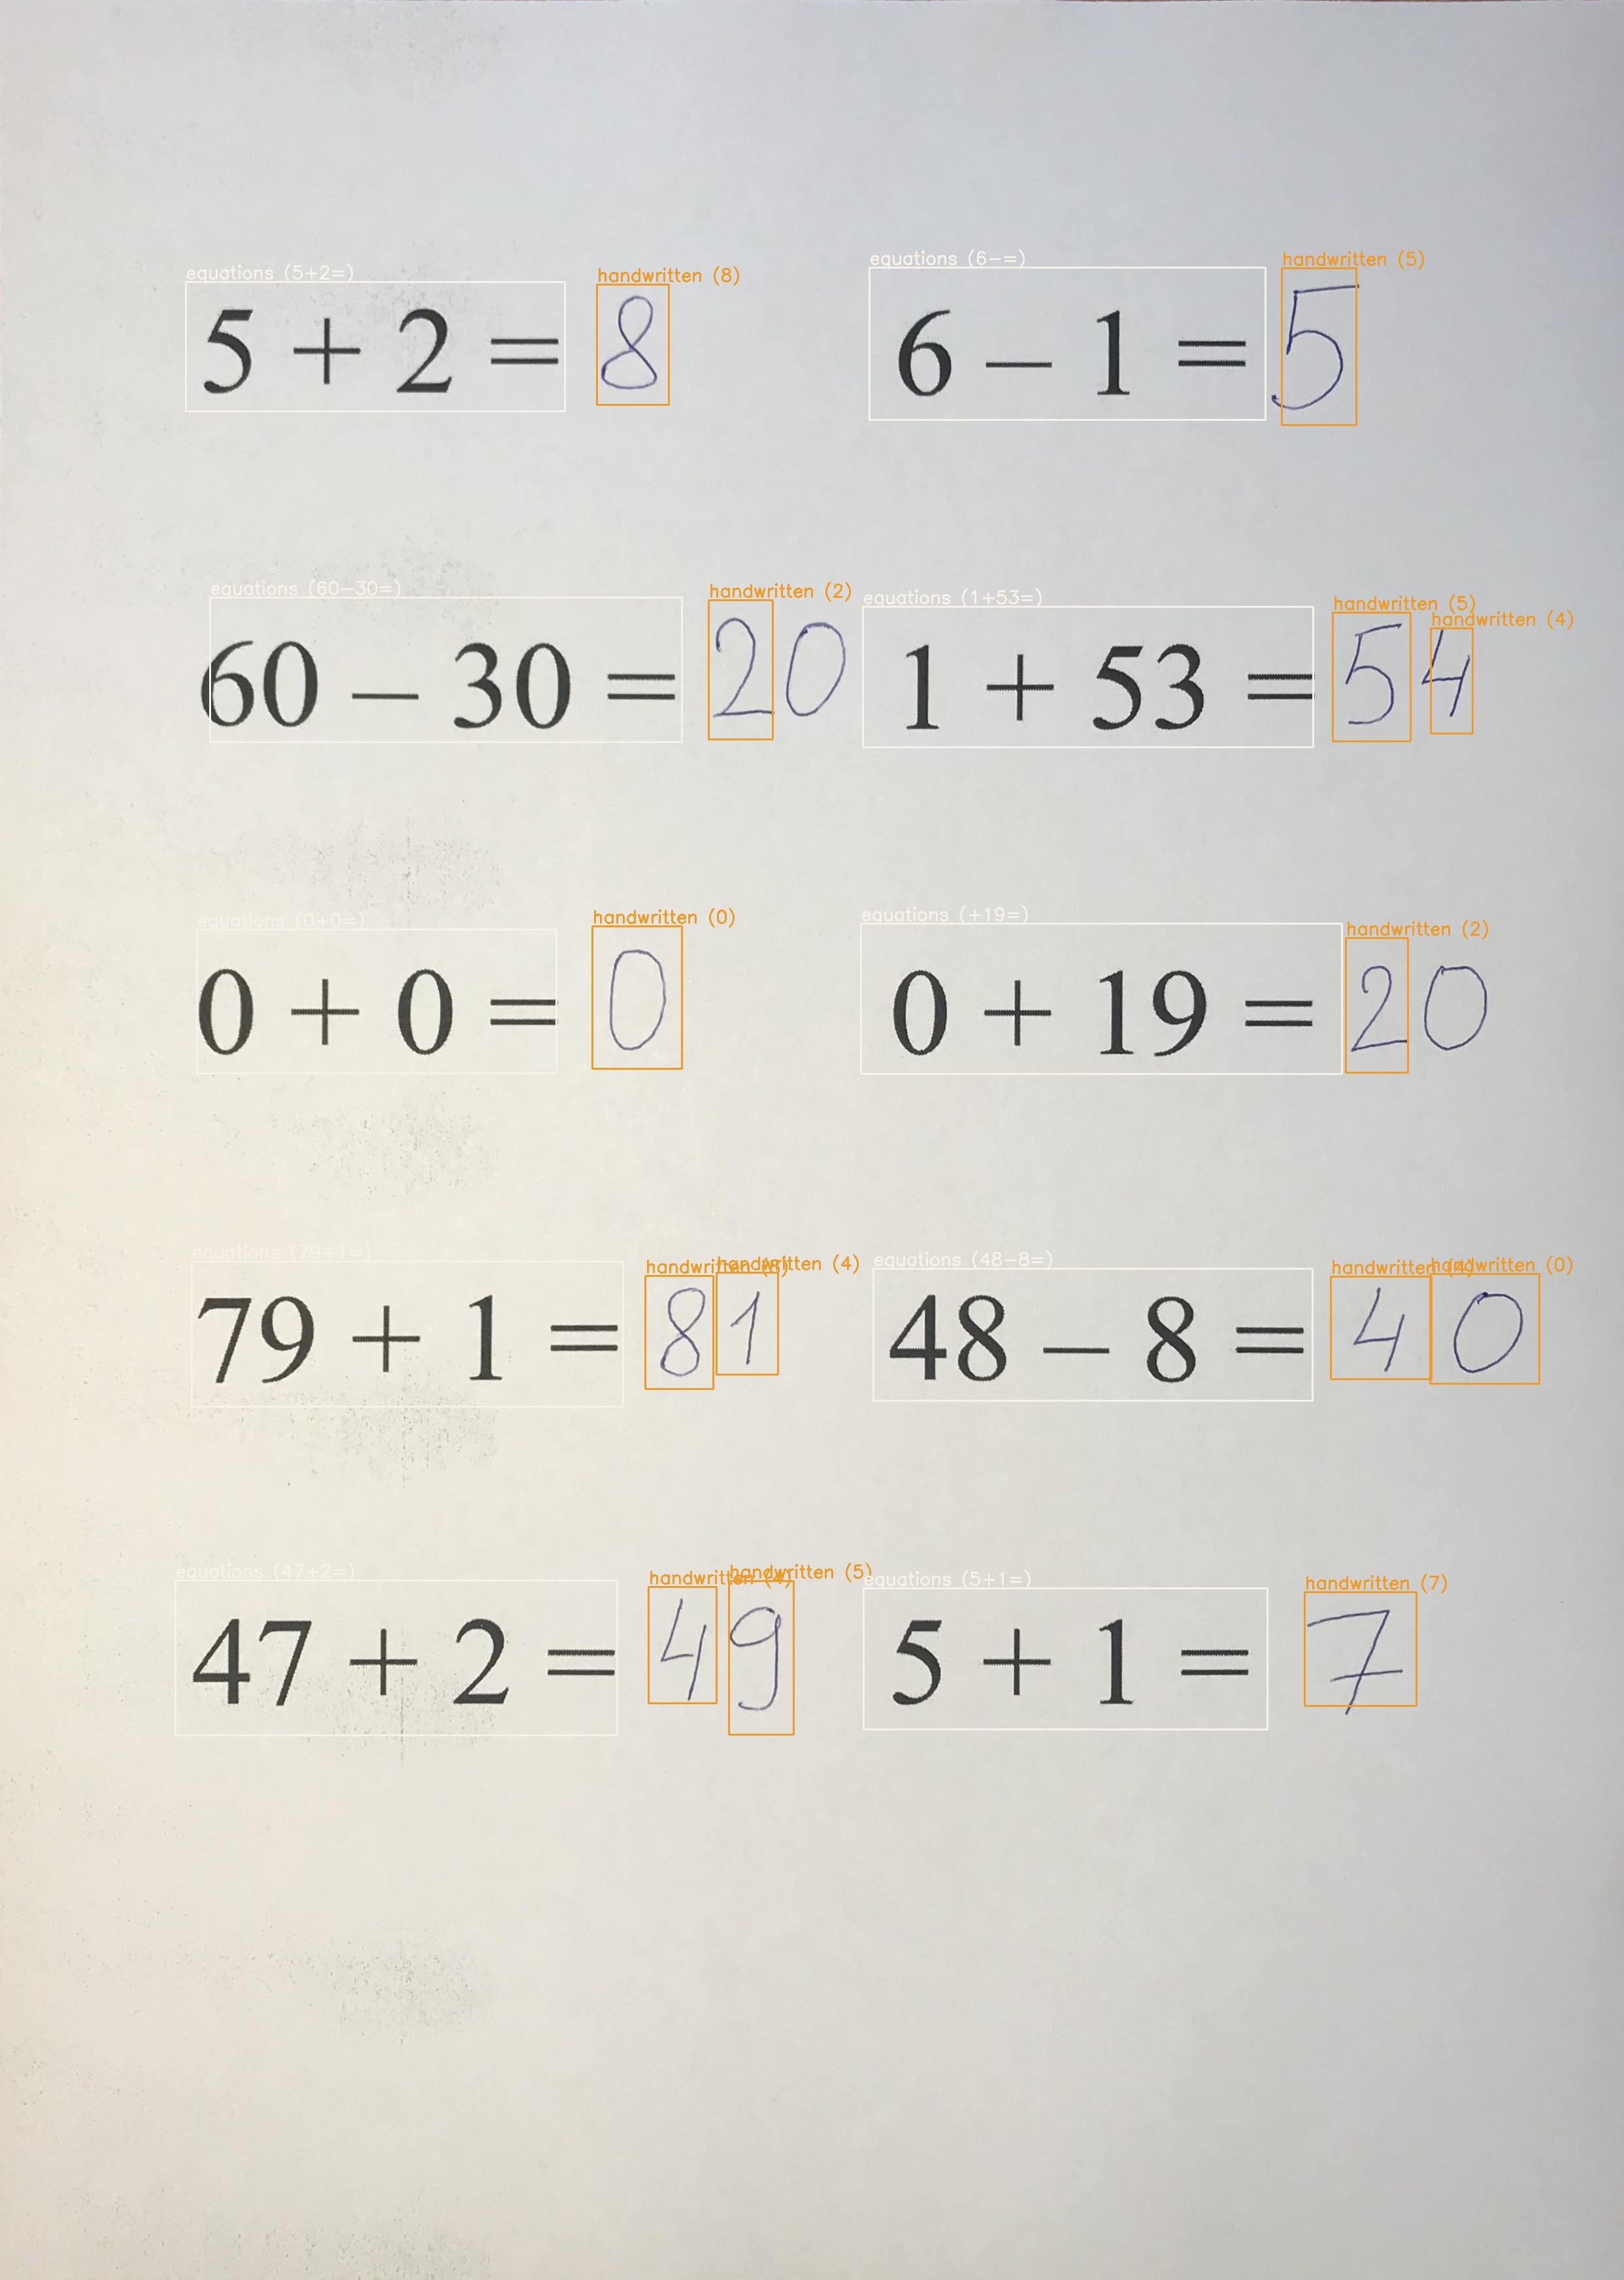 equations (5+2=) handwritten (8) equations (6-=) handwritten (5)
5 + 2 = 8 6 – 1 = 5
equations (60-30=) handwritten (2) equations (1+53=) handwritten (5) handwritten (4)
60 – 30 = 20 1 + 53 = 54
equations (0+0=) handwritten (0) equations (+19=) handwritten (2)
0 + 0 = 0 0 + 19 = 20
equations (79+1=) handwritten (8) handwritten (4) equations (48-8=) handwritten (4) handwritten (0)
79 + 1 = 81 48 – 8 = 40
equations (47+2=) handwritten (4) handwritten (5) equations (5+1=) handwritten (7)
47 + 2 = 49 5 + 1 = 7